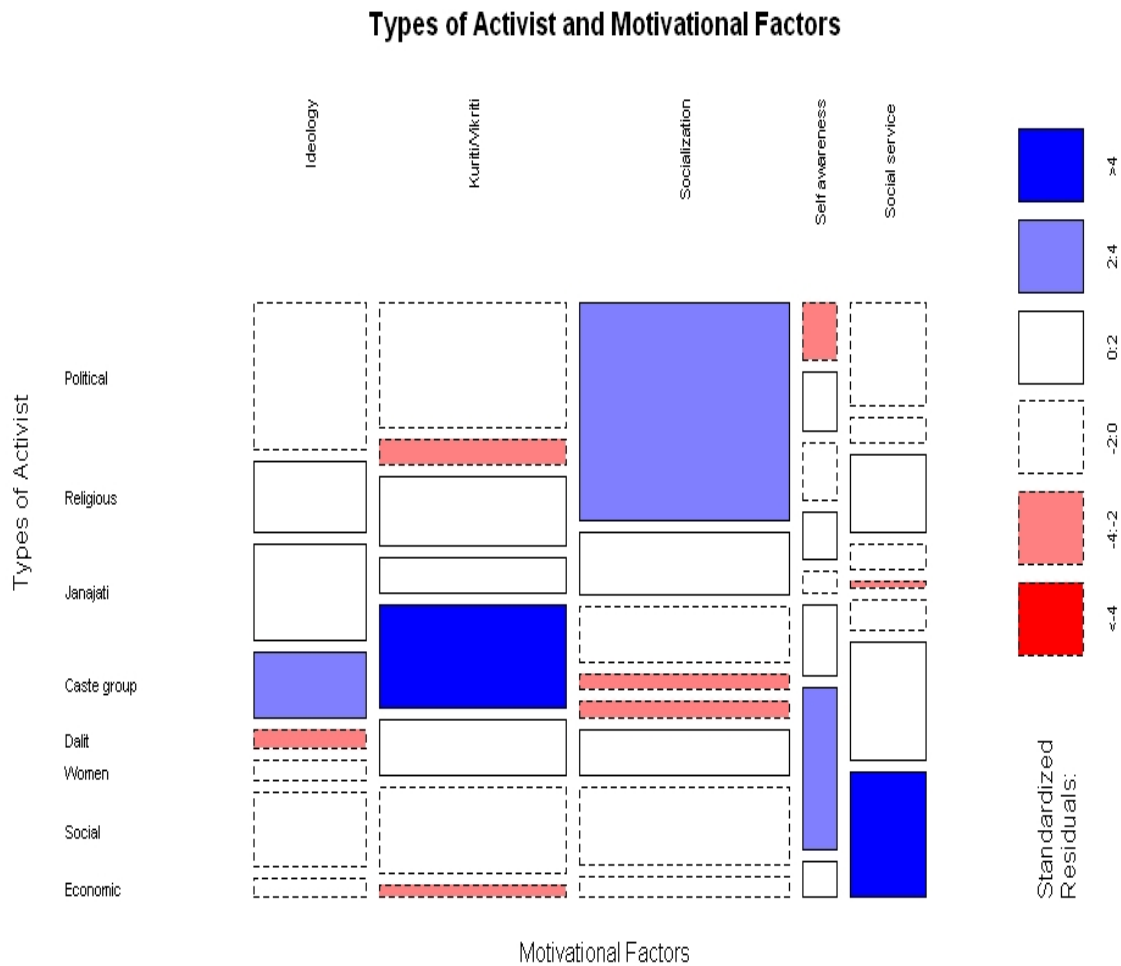 Types of Activist and Motivational Factors
Ideology
Kuriti/Vikriti
Socialization
Self awareness
Social service
Types of Activist
Political
Religious
Janajati
Caste group
Dalit
Women
Social
Economic
Motivational Factors
>4
2:4
0:2
-2:0
-4:-2
<-4
Standardized
Residuals: